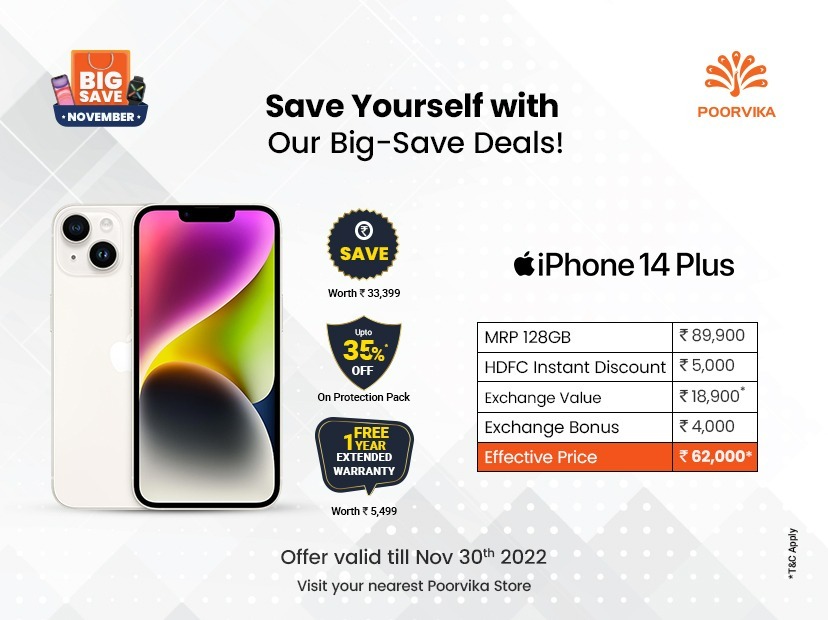 BIG
SAVE
• NOVEMBER •
POORVIKA
Save Yourself with
Our Big-Save Deals!
₹
SAVE
Worth ₹ 33,399
Upto
35%*
OFF
On Protection Pack
1 FREE
YEAR
EXTENDED
WARRANTY
Worth ₹ 5,499
iPhone 14 Plus
MRP 128GB ₹ 89,900
HDFC Instant Discount ₹ 5,000
Exchange Value ₹ 18,900*
Exchange Bonus ₹ 4,000
Effective Price ₹ 62,000*
Offer valid till Nov 30th 2022
Visit your nearest Poorvika Store
*T&C Apply